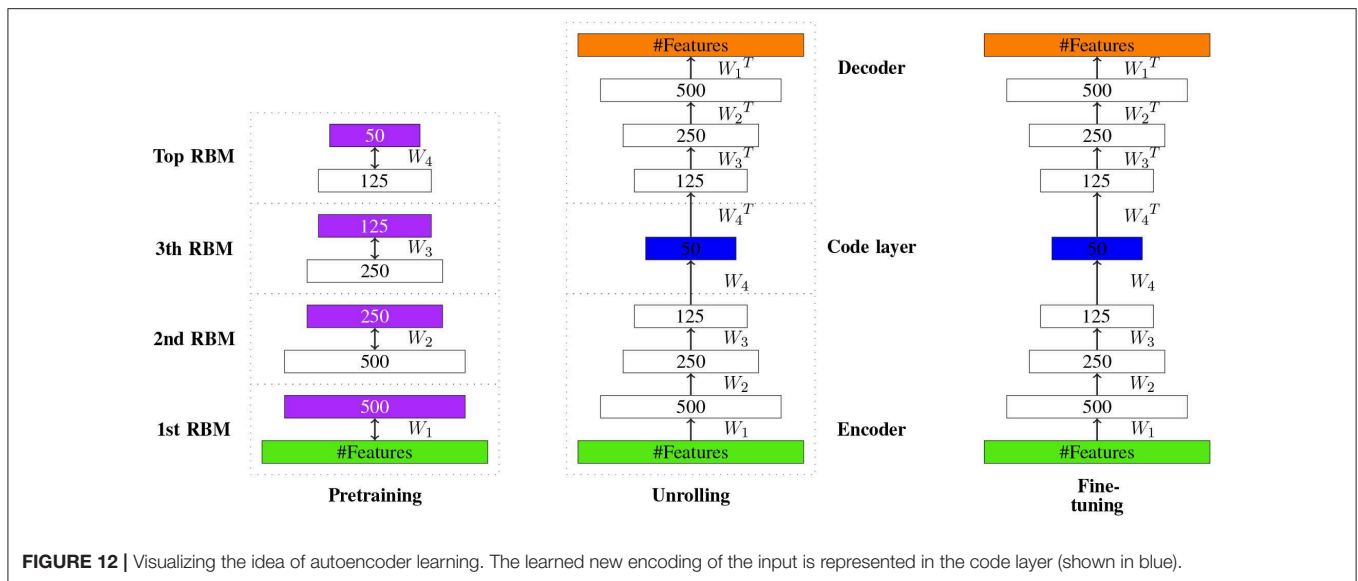 Top RBM
50
W₄
125
3th RBM
125
W₃
250
2nd RBM
250
W₂
500
1st RBM
500
W₁
#Features
Pretraining
#Features
W₁ᵀ
Decoder
500
W₂ᵀ
250
W₃ᵀ
125
W₄ᵀ
50
Code layer
W₄
125
W₃
250
W₂
500
Encoder
W₁
#Features
Unrolling
#Features
W₁ᵀ
500
W₂ᵀ
250
W₃ᵀ
125
W₄ᵀ
50
W₄
125
W₃
250
W₂
500
W₁
#Features
Fine-
tuning
FIGURE 12 | Visualizing the idea of autoencoder learning. The learned new encoding of the input is represented in the code layer (shown in blue).